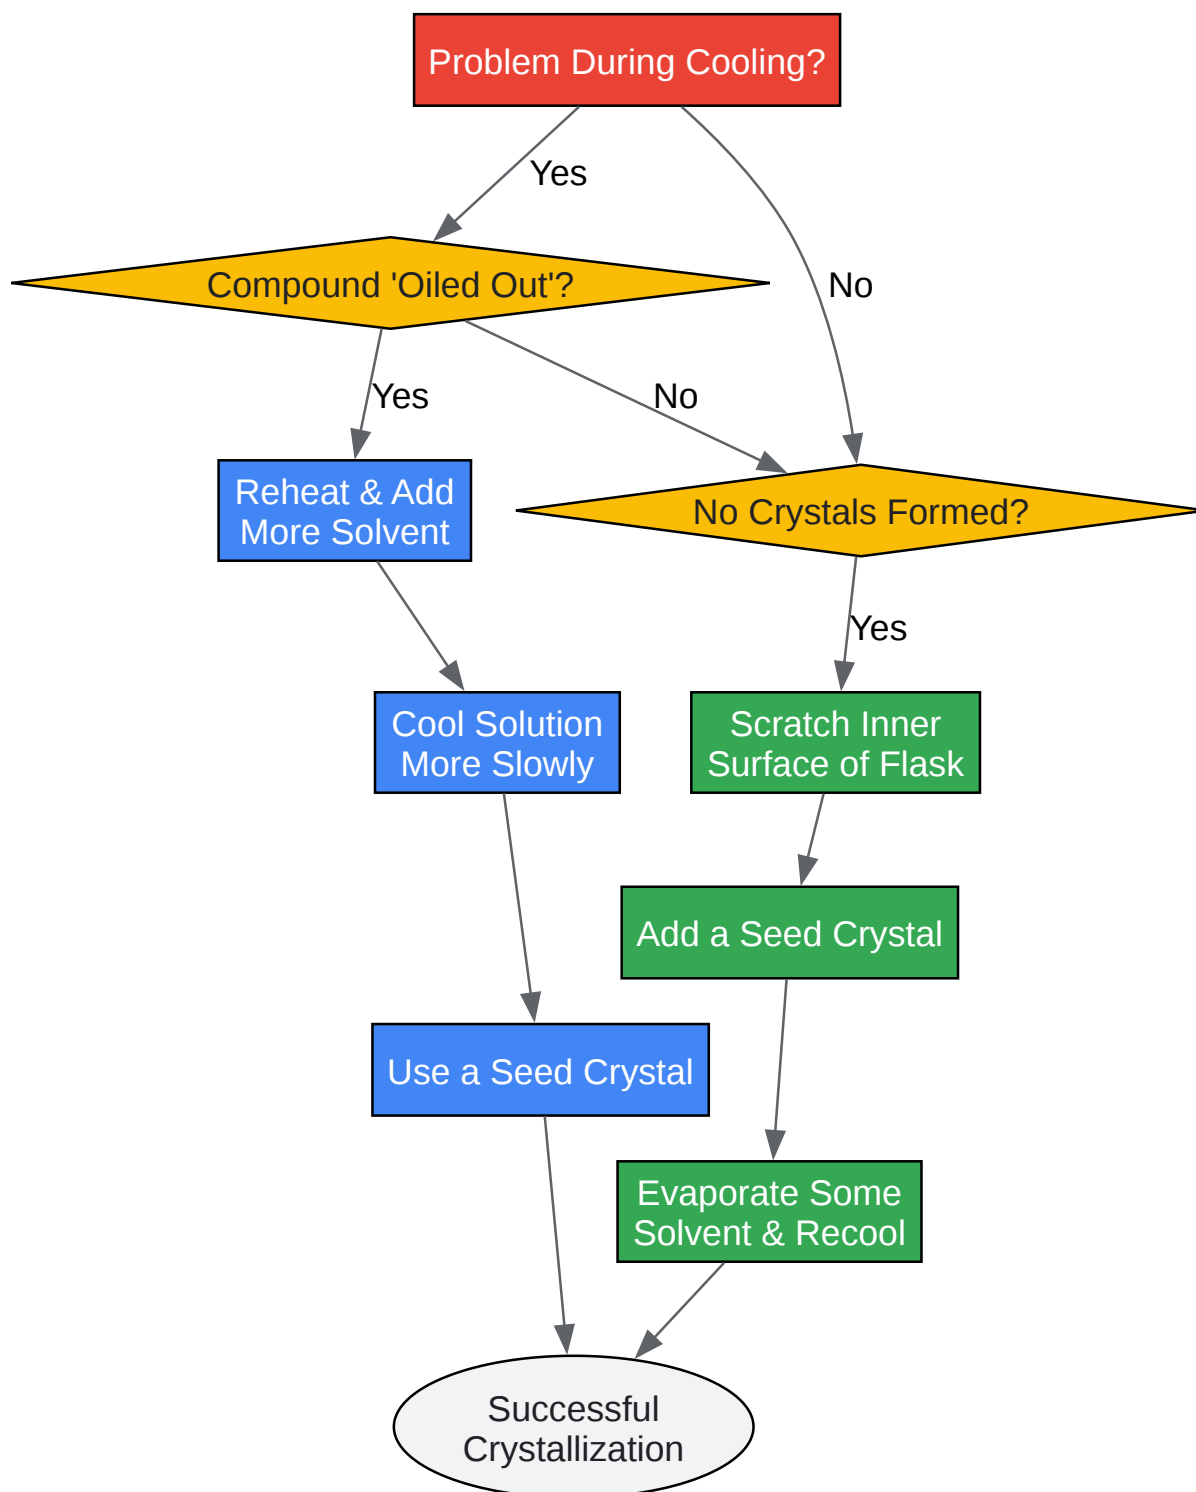 Problem During Cooling?
Yes
Compound 'Oiled Out'?
No
Yes
No
Reheat & Add
More Solvent
No Crystals Formed?
Yes
Cool Solution
More Slowly
Scratch Inner
Surface of Flask
Add a Seed Crystal
Use a Seed Crystal
Evaporate Some
Solvent & Recool
Successful
Crystallization